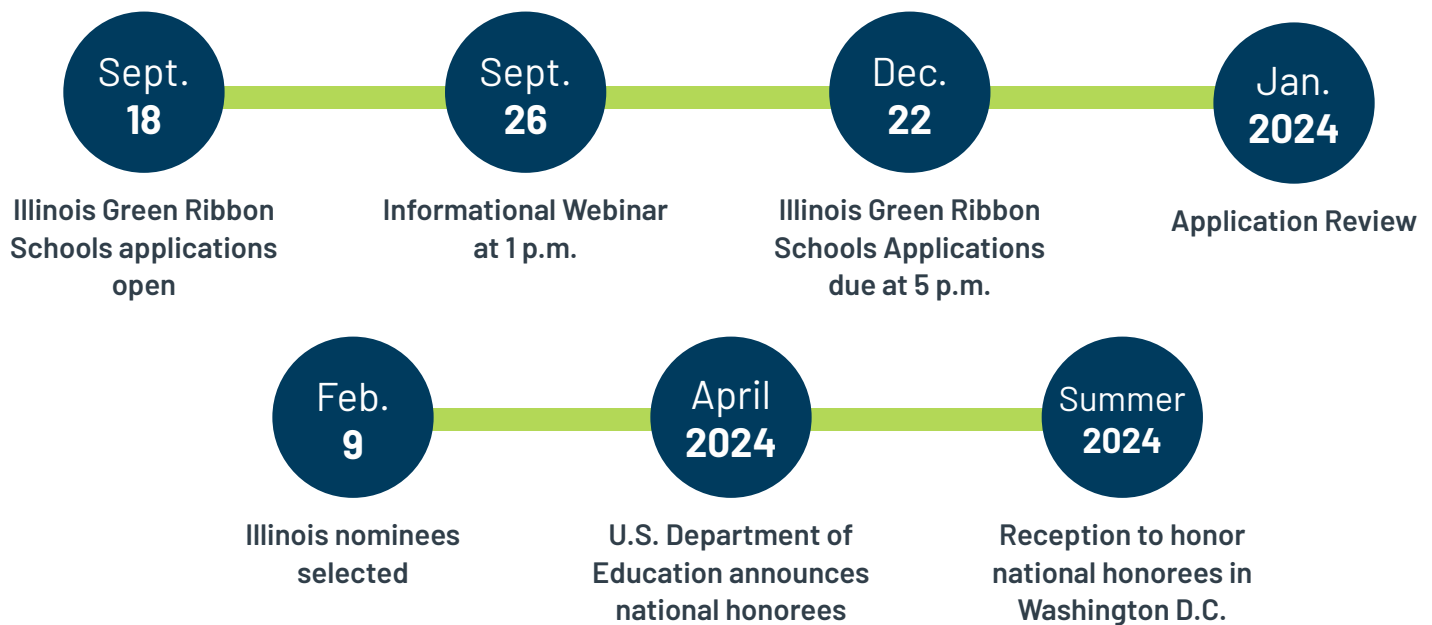 Sept.
18
Illinois Green Ribbon
Schools applications
open
Sept.
26
Informational Webinar
at 1 p.m.
Dec.
22
Illinois Green Ribbon
Schools Applications
due at 5 p.m.
Jan.
2024
Application Review
Feb.
9
Illinois nominees
selected
April
2024
U.S. Department of
Education announces
national honorees
Summer
2024
Reception to honor
national honorees in
Washington D.C.